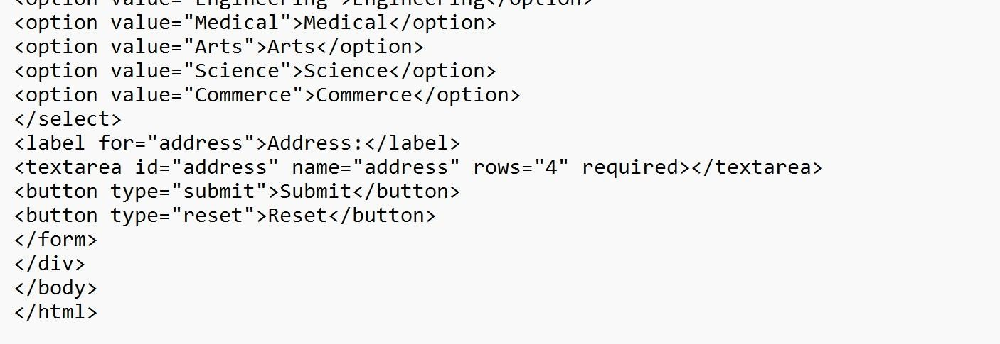 <option value="Engineering">Engineering</option>
<option value="Medical">Medical</option>
<option value="Arts">Arts</option>
<option value="Science">Science</option>
<option value="Commerce">Commerce</option>
</select>
<label for="address">Address:</label>
<textarea id="address" name="address" rows="4" required></textarea>
<button type="submit">Submit</button>
<button type="reset">Reset</button>
</form>
</div>
</body>
</html>